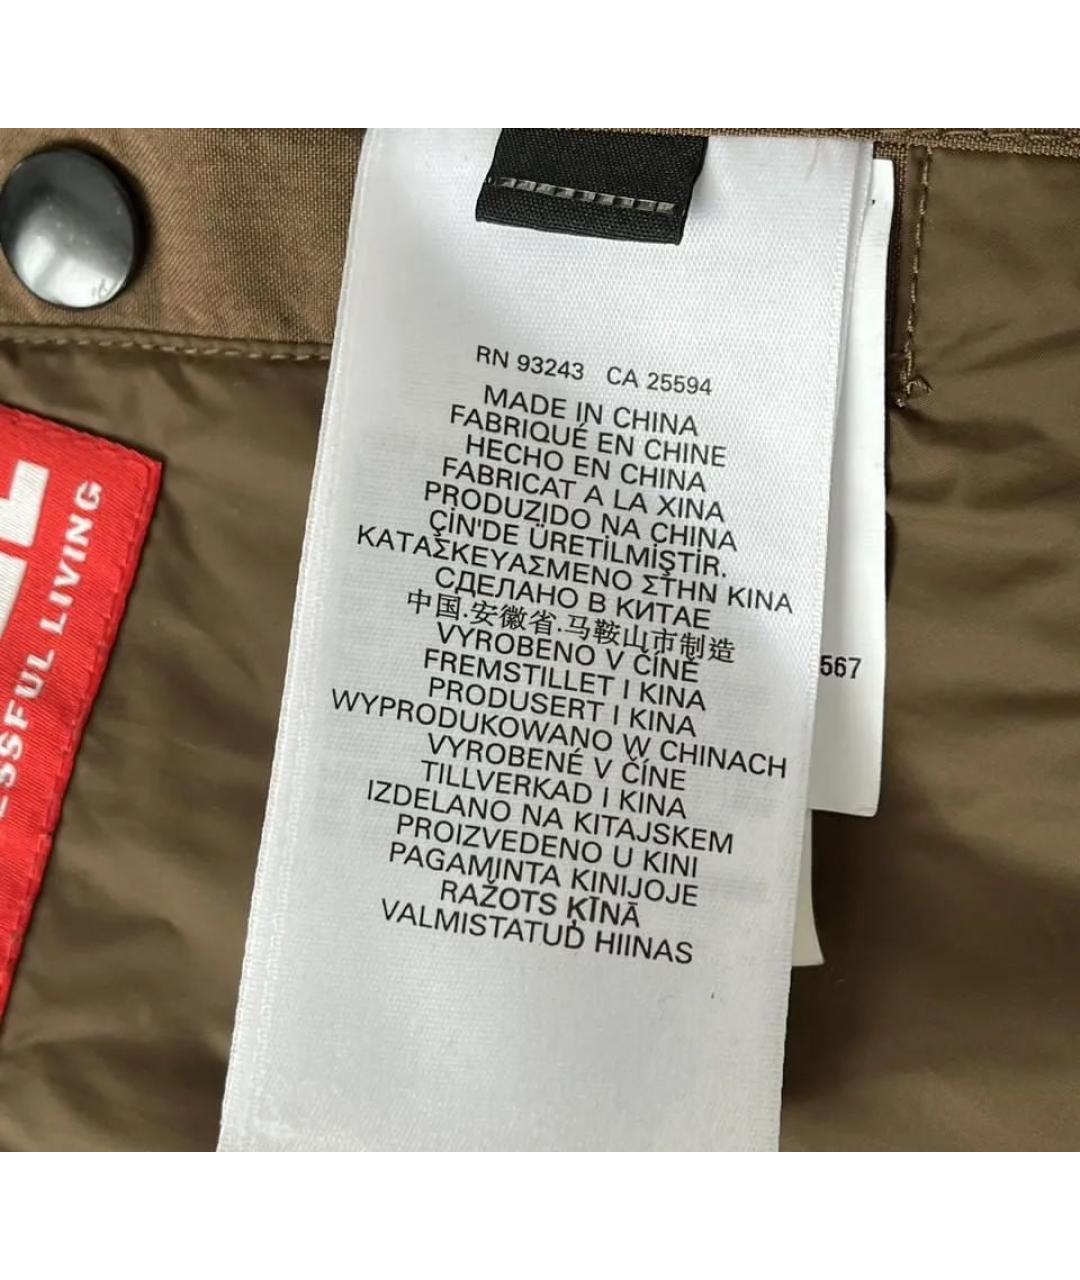 RN 93243 CA 25594
MADE IN CHINA
FABRIQUÉ EN CHINE
HECHO EN CHINA
FABRICAT A LA XINA
PRODUZIDO NA CHINA
ÇİN'DE ÜRETİLMİŞTİR.
ΚΑΤΑΣΚΕΥΑΣΜΕΝΟ ΣΤΗΝ ΚΙΝΑ
СДЕЛАНО В КИТАЕ
中国.安徽省.马鞍山市制造
VYROBENO V ČÍNĚ
FREMSTILLET I KINA
PRODUSERT I KINA
WYPRODUKOWANO W CHINACH
VYROBENÉ V ČÍNE
TILLVERKAD I KINA
IZDELANO NA KITAJSKEM
PROIZVEDENO U KINI
PAGAMINTA KINIJOJE
RAŽOTS ĶĪNĀ
VALMISTATUD HIINAS
567
ESSFUL LIVING